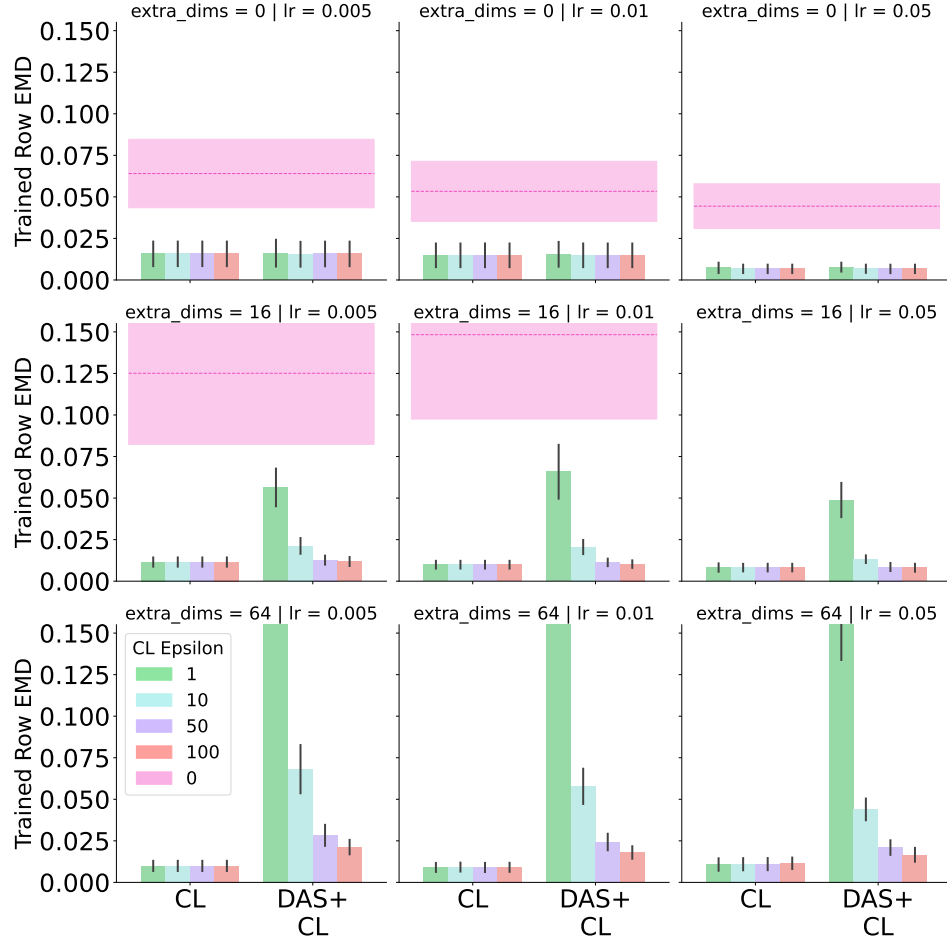 extra_dims = 0 | lr = 0.005
extra_dims = 0 | lr = 0.01
extra_dims = 0 | lr = 0.05
Trained Row EMD
0.150
0.125
0.100
0.075
0.050
0.025
0.000
extra_dims = 16 | lr = 0.005
extra_dims = 16 | lr = 0.01
extra_dims = 16 | lr = 0.05
Trained Row EMD
0.150
0.125
0.100
0.075
0.050
0.025
0.000
extra_dims = 64 | lr = 0.005
extra_dims = 64 | lr = 0.01
extra_dims = 64 | lr = 0.05
Trained Row EMD
0.150
0.125
0.100
0.075
0.050
0.025
0.000
CL Epsilon
1
10
50
100
0
CL
DAS+
CL
CL
DAS+
CL
CL
DAS+
CL